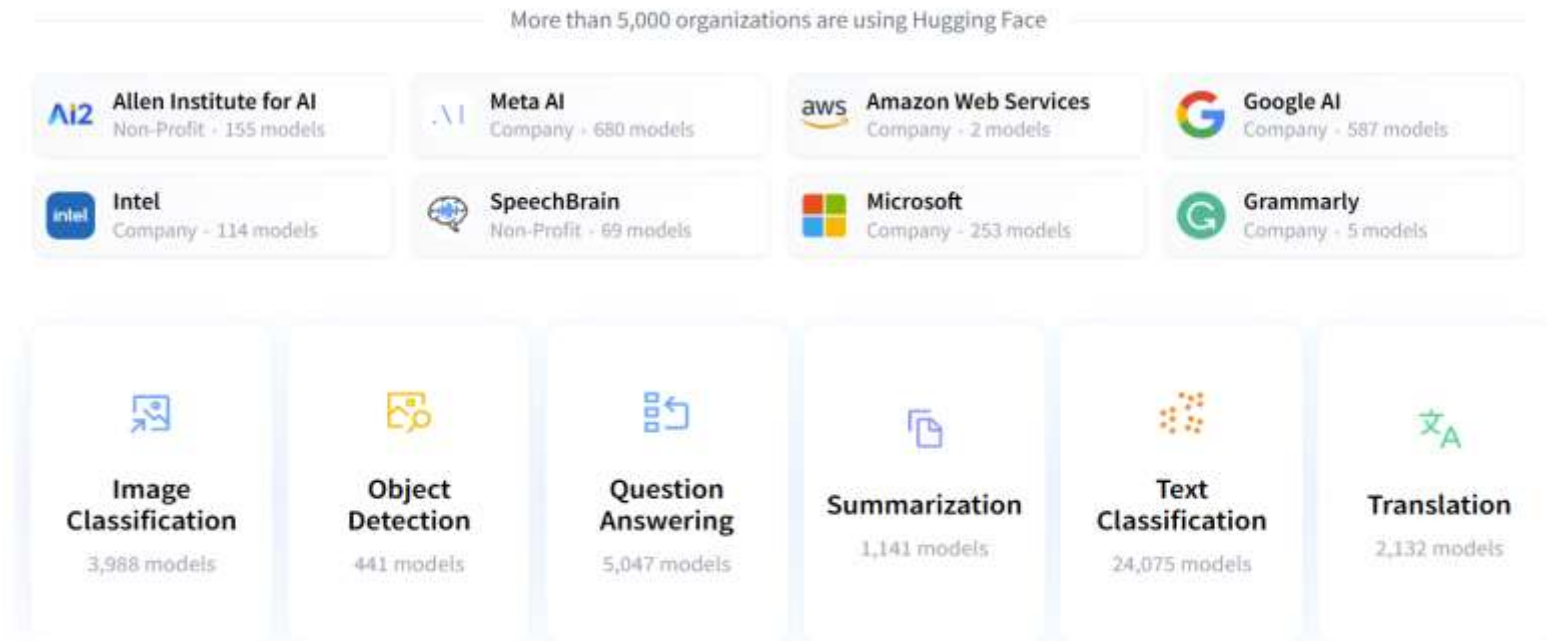 More than 5,000 organizations are using Hugging Face
Ai2
Allen Institute for AI
Non-Profit · 155 models
.\ I
Meta AI
Company · 680 models
aws
Amazon Web Services
Company · 2 models
G
Google AI
Company · 587 models
intel
Intel
Company · 114 models
SpeechBrain
Non-Profit · 69 models
Microsoft
Company · 253 models
G
Grammarly
Company · 5 models
Image
Classification
3,988 models
Object
Detection
441 models
Question
Answering
5,047 models
Summarization
1,141 models
Text
Classification
24,075 models
文A
Translation
2,132 models